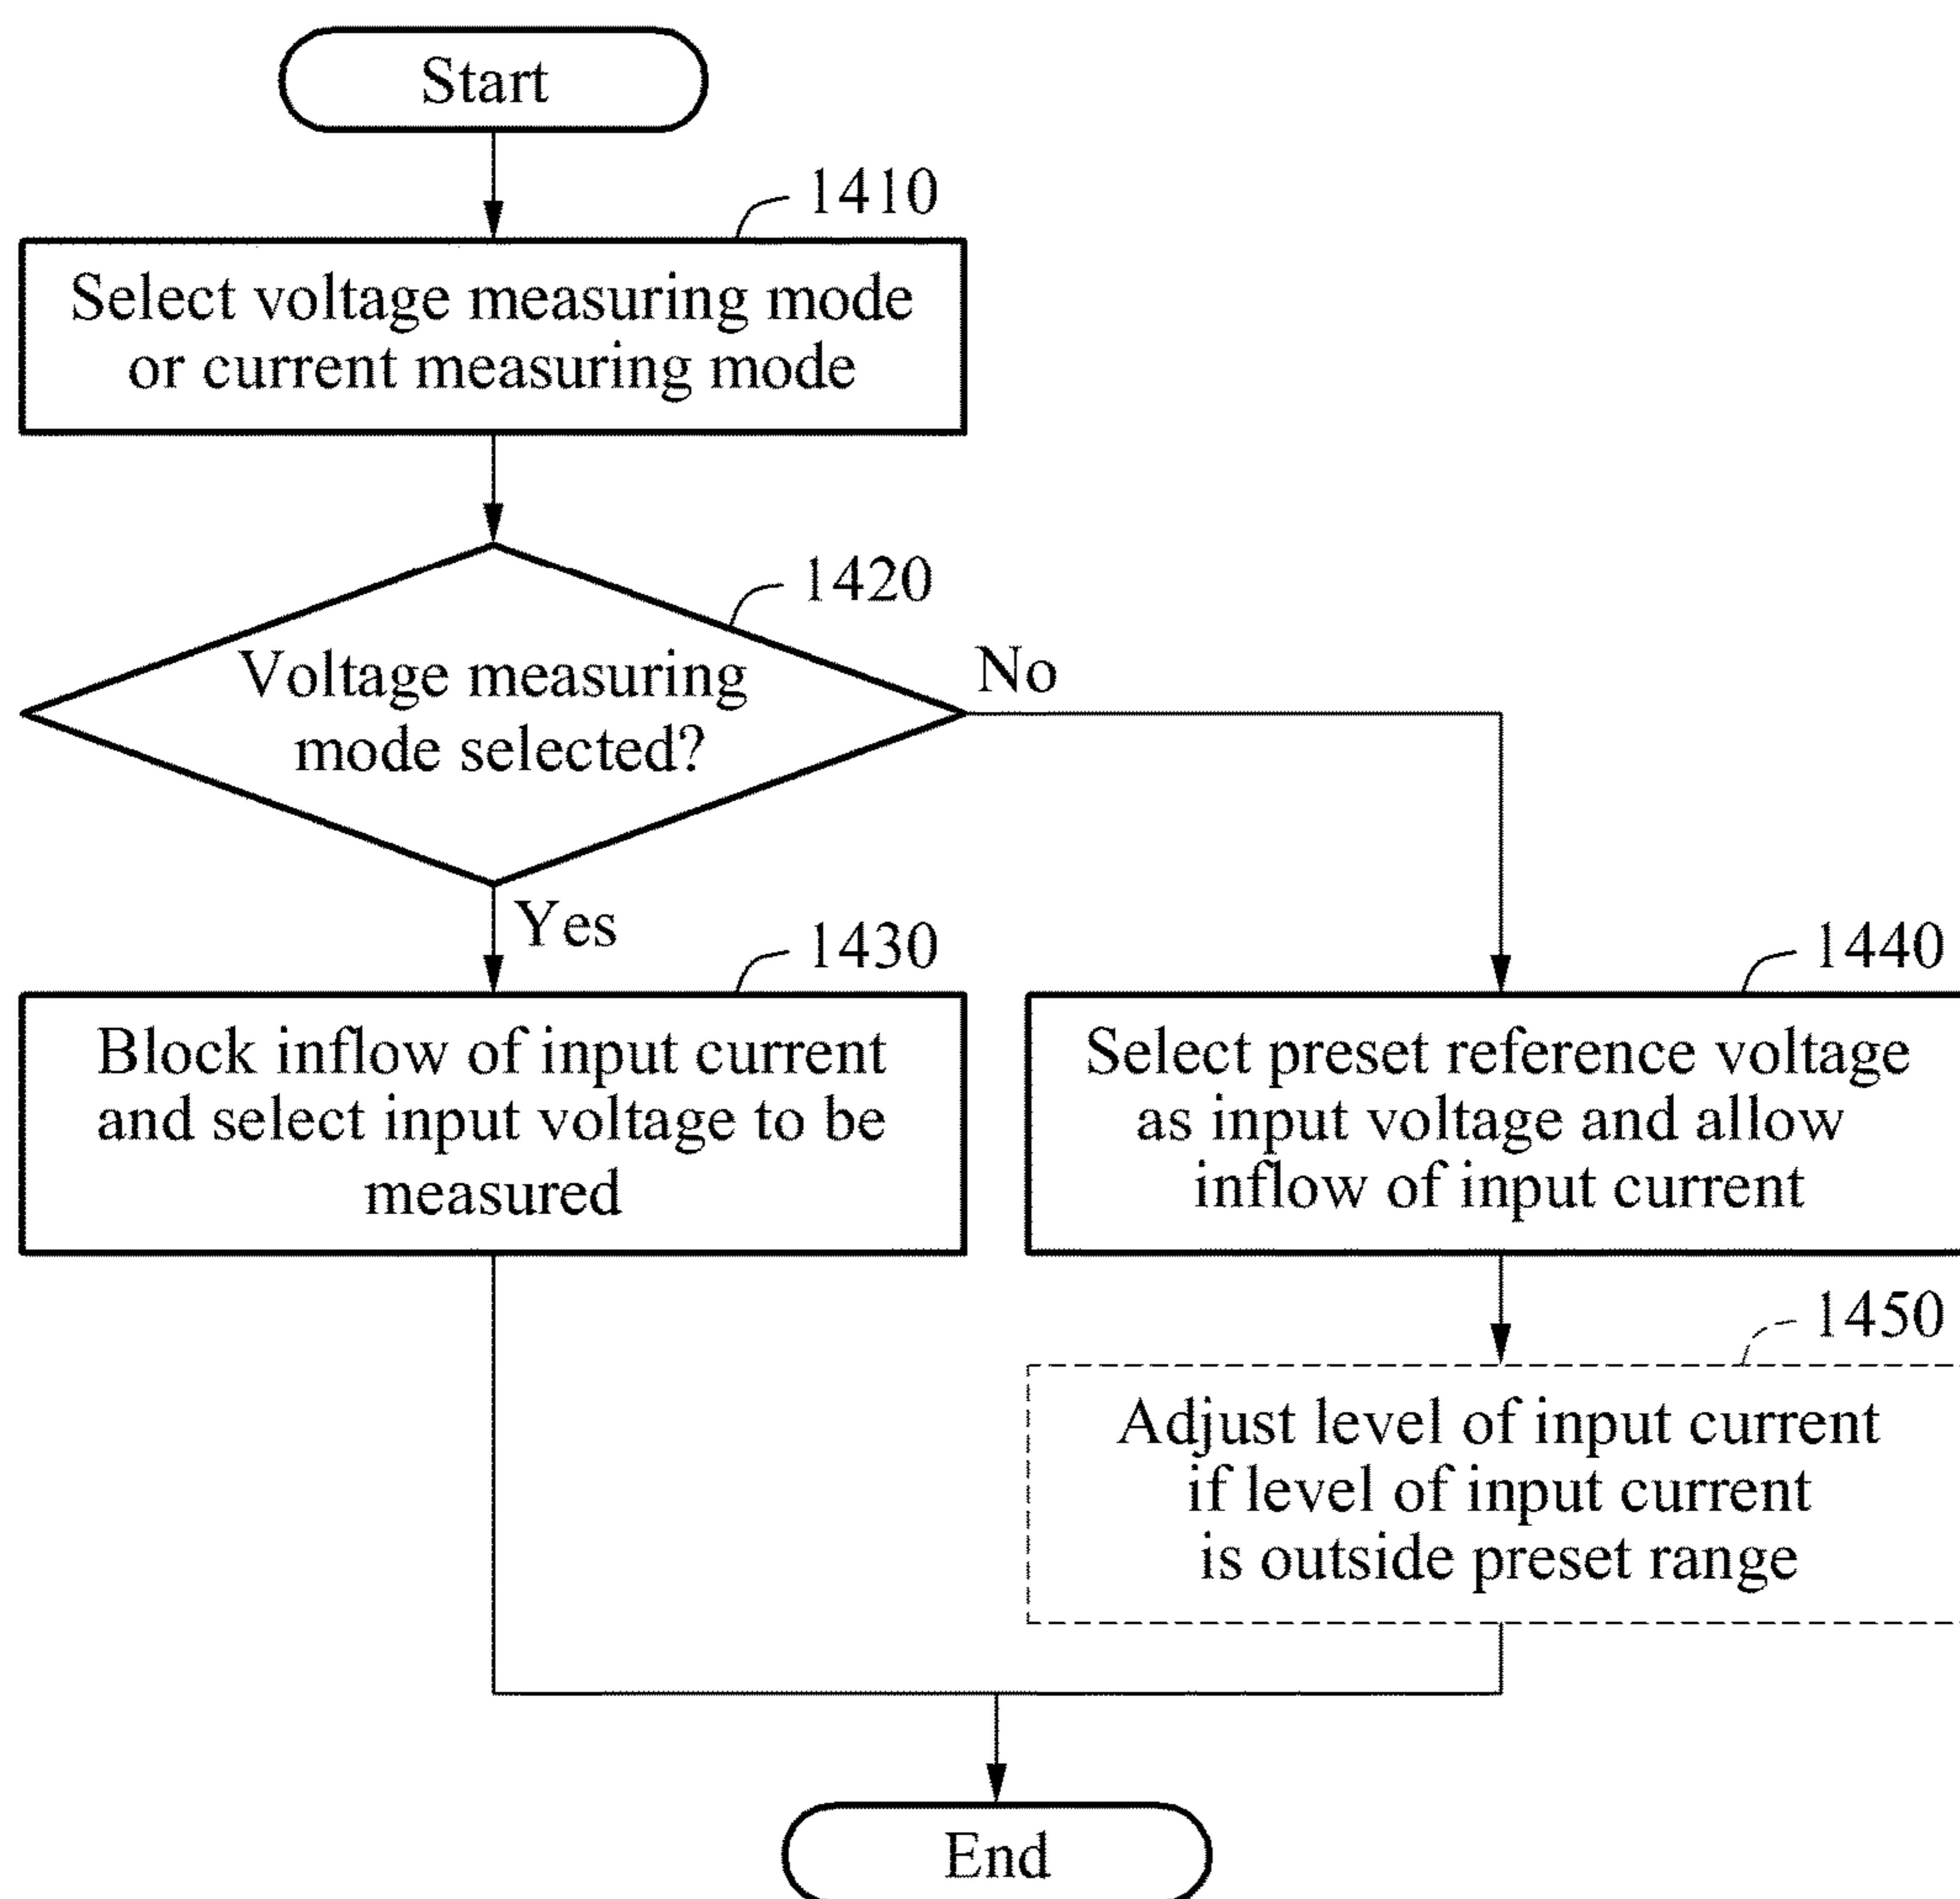 Start
1410
Select voltage measuring mode
or current measuring mode
1420
Voltage measuring
mode selected?
No
Yes
1430
Block inflow of input current
and select input voltage to be
measured
1440
Select preset reference voltage
as input voltage and allow
inflow of input current
1450
Adjust level of input current
if level of input current
is outside preset range
End